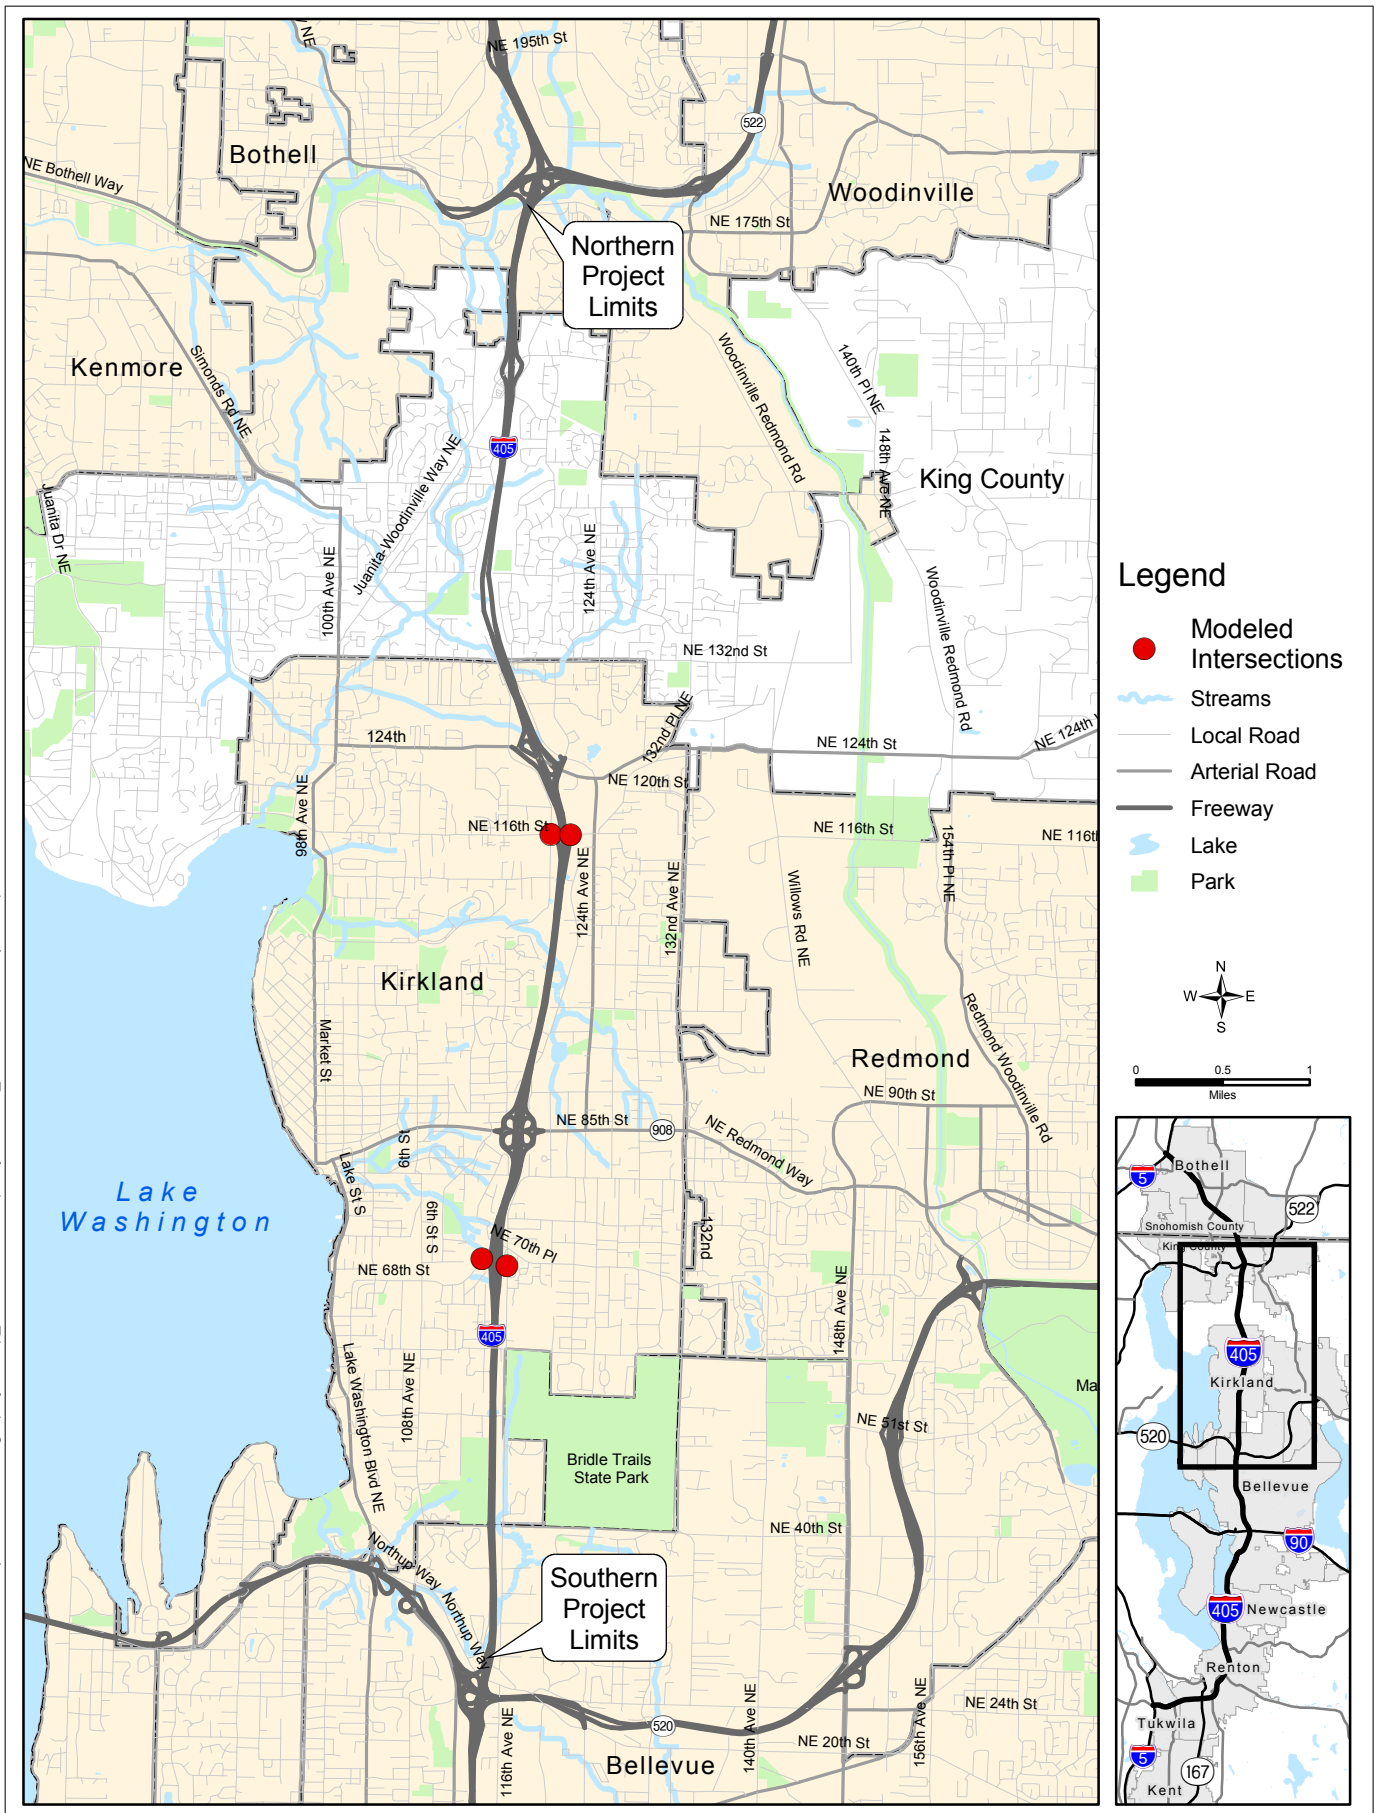 NE 195th St
NE
522
Bothell
NE Bothell Way
Woodinville
NE 175th St
Northern
Project
Limits
Kenmore
Simonds Rd NE
Woodinville Redmond Rd
140th Pl NE
148th Ave NE
King County
405
Juanita-Woodinville Way NE
Juanita Dr NE
100th Ave NE
124th Ave NE
Woodinville Redmond Rd
NE 132nd St
132nd Pl NE
124th
NE 124th St
NE 124th
NE 120th St
98th Ave NE
NE 116th St
NE 116th St
NE 116th
154th Pl NE
124th Ave NE
132nd Ave NE
Willows Rd NE
Kirkland
Market St
Redmond Woodinville Rd
Redmond
NE 90th St
NE 85th St
908
NE Redmond Way
6th St
Lake St S
6th St S
Lake
Washington
NE 70th Pl
132nd
NE 68th St
148th Ave NE
405
Lake Washington Blvd NE
108th Ave NE
Ma
NE 51st St
Bridle Trails
State Park
NE 40th St
Northup Way
Northup Way
Southern
Project
Limits
116th Ave NE
520
140th Ave NE
NE 24th St
NE 20th St
156th Ave NE
Bellevue
Legend
Modeled
Intersections
Streams
Local Road
Arterial Road
Freeway
Lake
Park
N
W E
S
0 0.5 1
Miles
Bothell
5
522
Snohomish County
King County
405
Kirkland
520
Bellevue
90
405
Newcastle
Renton
Tukwila
5
167
Kent